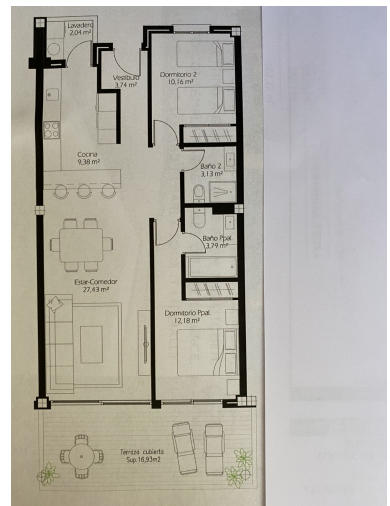 Lavadero
2,04 m²
Vestíbulo
3,74 m²
Dormitorio 2
10,16 m²
Cocina
9,38 m²
Baño 2
3,13 m²
Baño Ppal.
3,79 m²
Estar-Comedor
27,43 m²
Dormitorio Ppal.
12,18 m²
Terraza cubierta
Sup:16,93m2